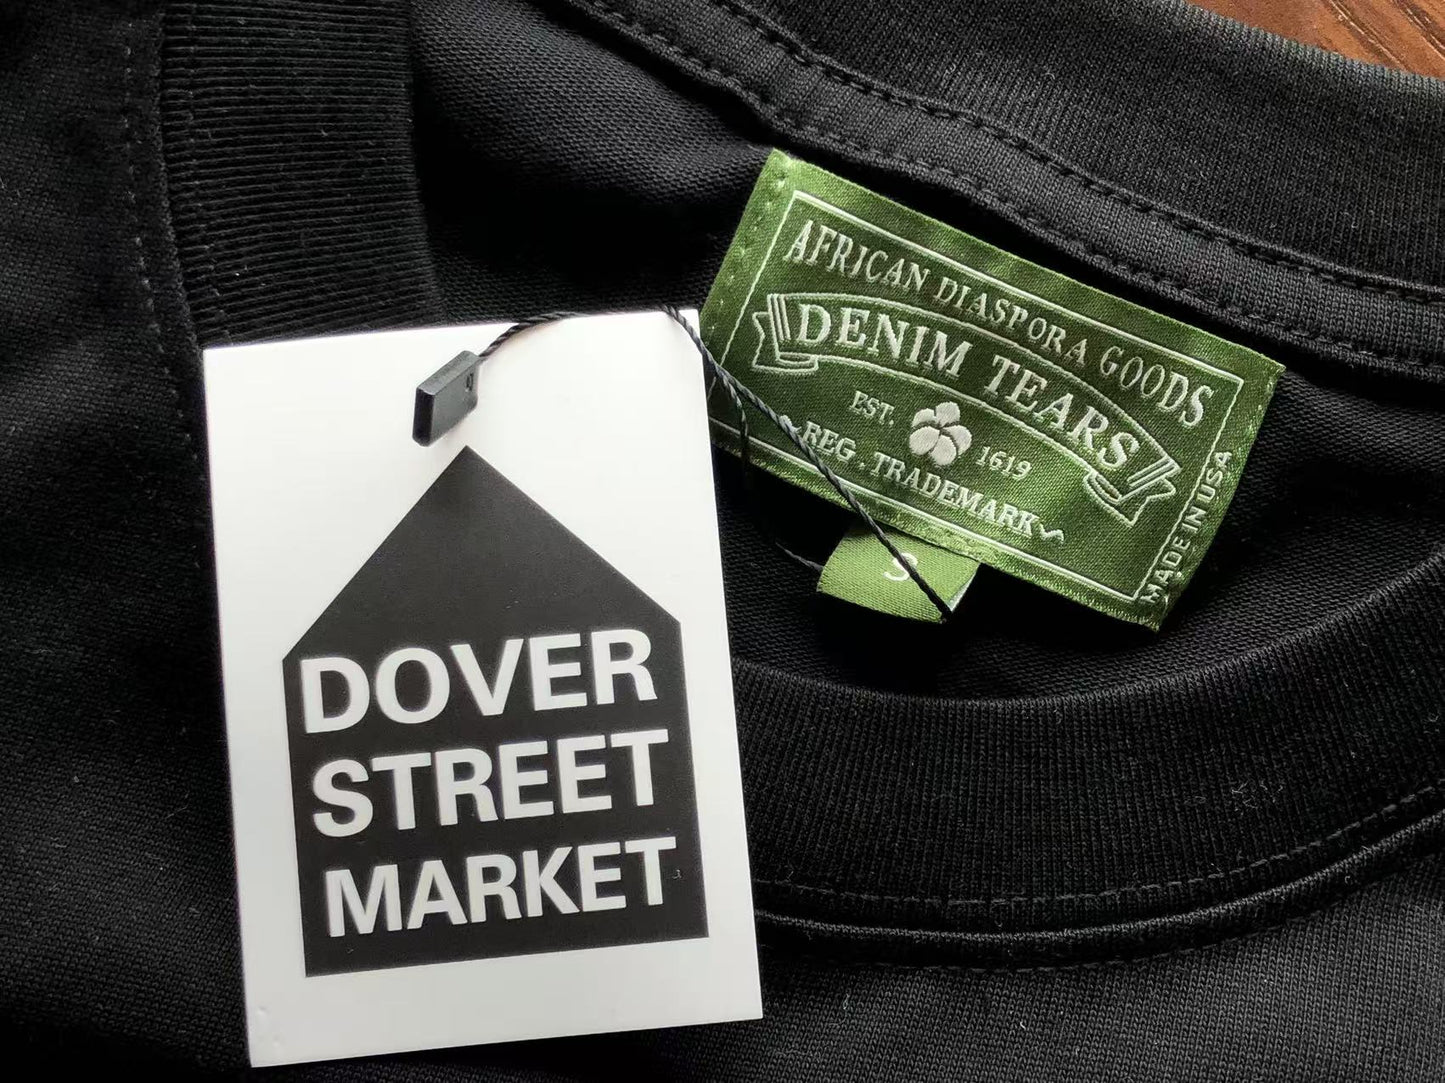 DOVER
STREET
MARKET
AFRICAN DIASPORA GOODS
DENIM TEARS
EST. 1619
REG. TRADEMARK
MADE IN USA
S